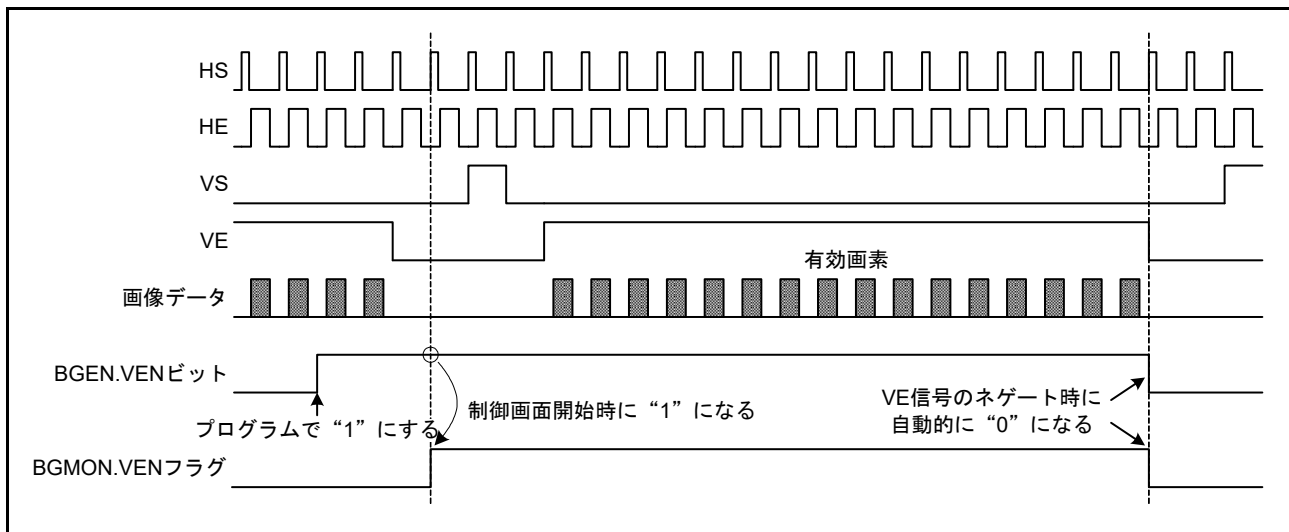 HS
HE
VS
VE
有効画素
画像データ
BGEN.VENビット
プログラムで“1”にする
制御画面開始時に“1”になる
VE信号のネゲート時に
自動的に“0”になる
BGMON.VENフラグ